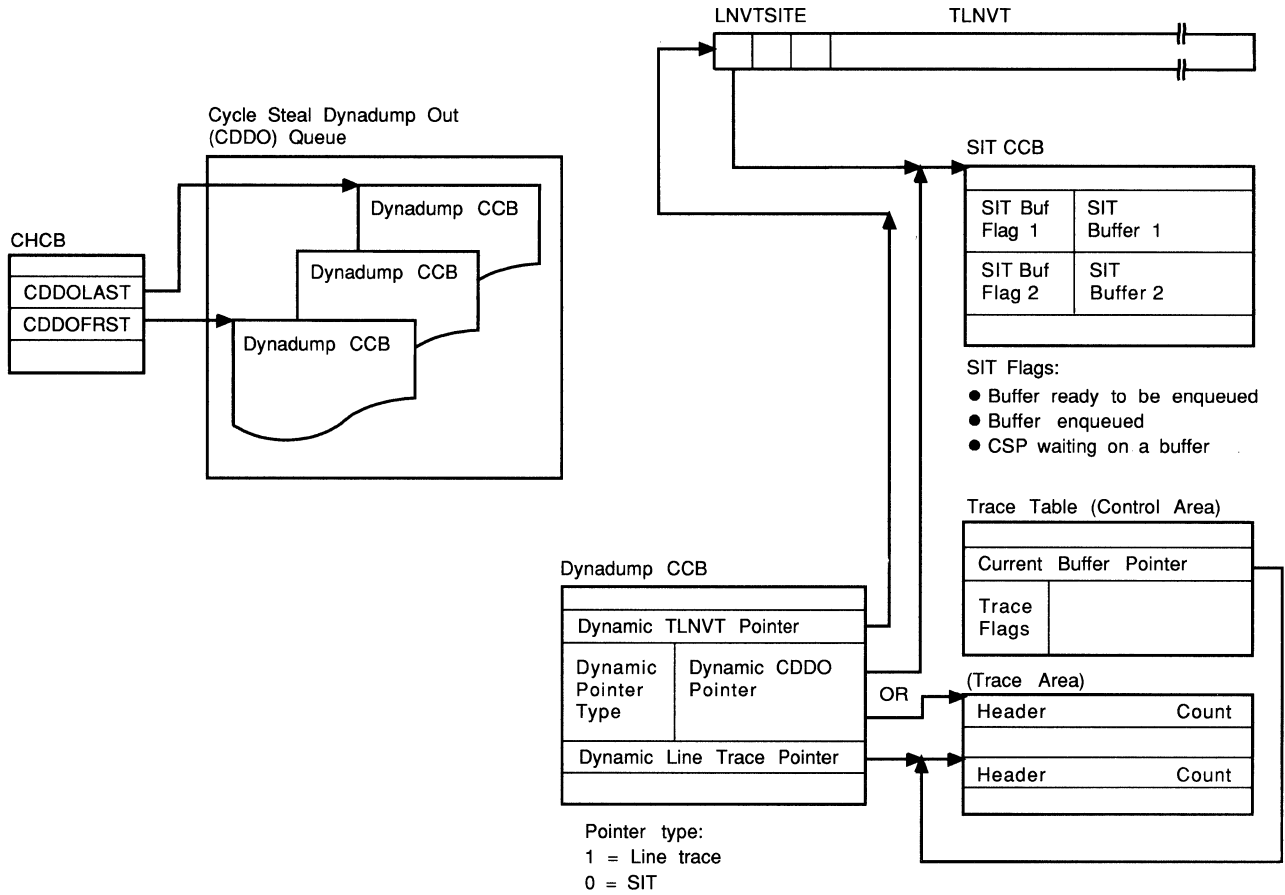 LNVTSITE TLNVT
Cycle Steal Dynadump Out
(CDDO) Queue
Dynadump CCB
Dynadump CCB
Dynadump CCB
CHCB
CDDOLAST
CDDOFRST
SIT CCB
SIT Buf
Flag 1
SIT
Buffer 1
SIT Buf
Flag 2
SIT
Buffer 2
SIT Flags:
● Buffer ready to be enqueued
● Buffer enqueued
● CSP waiting on a buffer
Trace Table (Control Area)
Current Buffer Pointer
Trace
Flags
(Trace Area)
Header Count
Header Count
Dynadump CCB
Dynamic TLNVT Pointer
Dynamic
Pointer
Type
Dynamic CDDO
Pointer
OR
Dynamic Line Trace Pointer
Pointer type:
1 = Line trace
0 = SIT